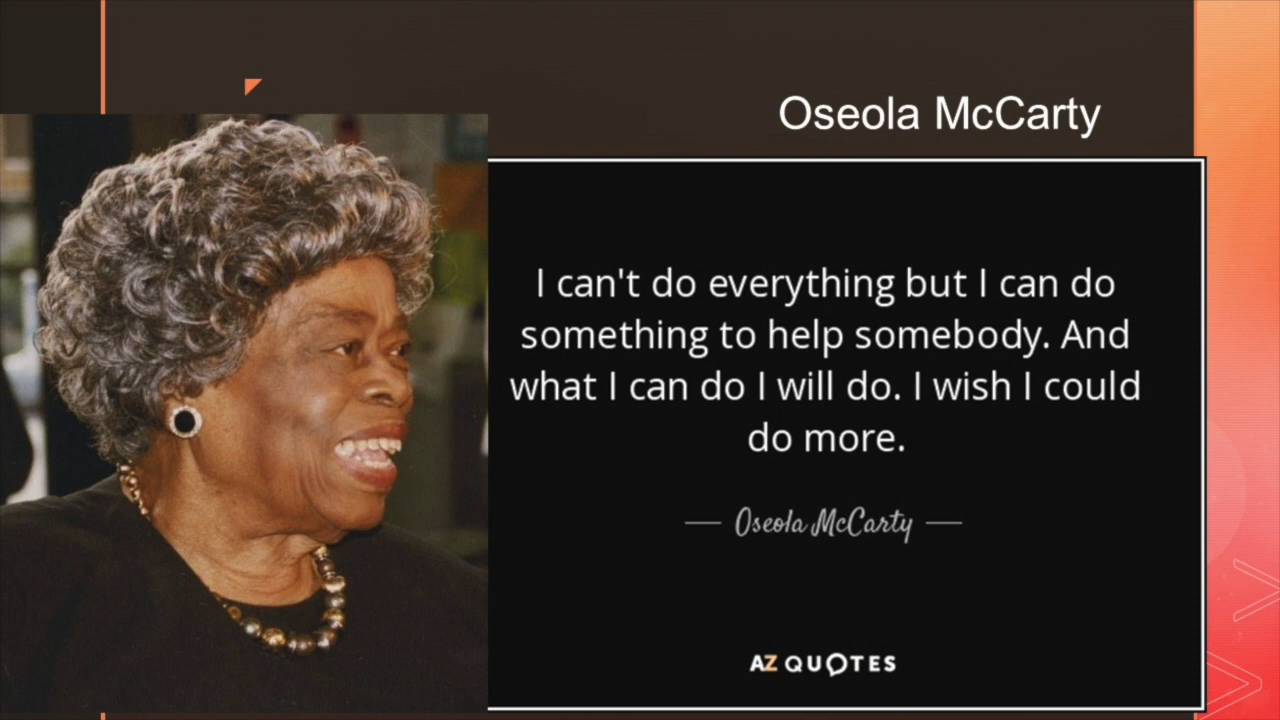 Oseola McCarty
I can't do everything but I can do
something to help somebody. And
what I can do I will do. I wish I could
do more.
— Oseola McCarty —
AZ QUOTES